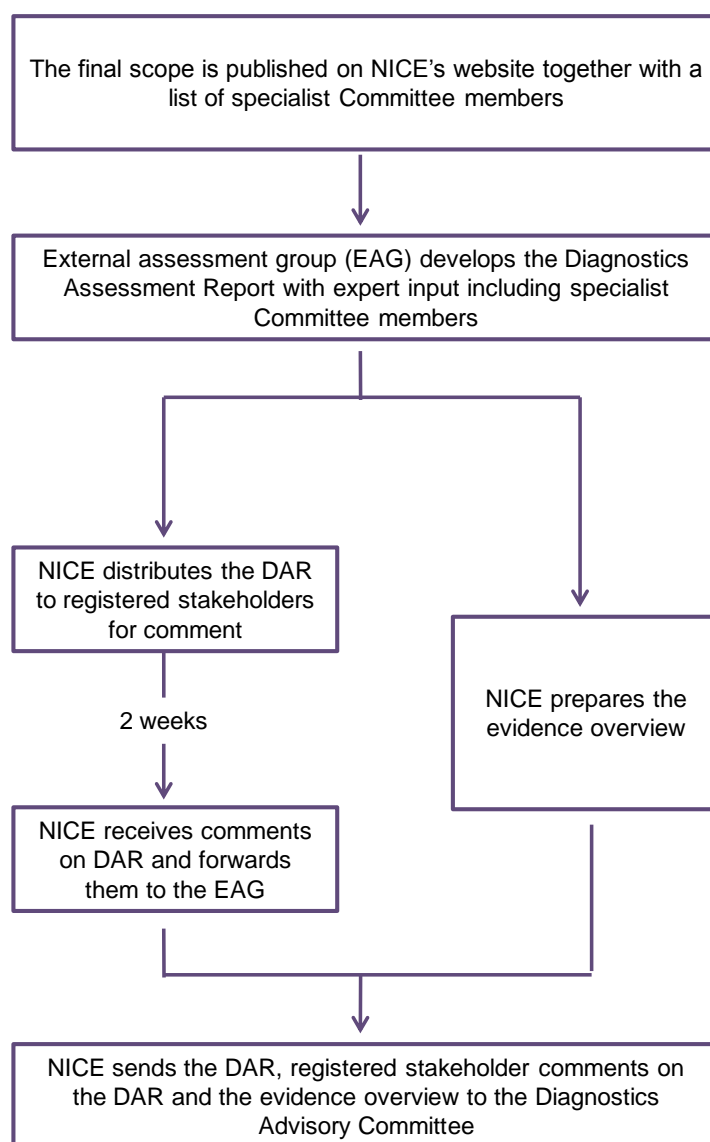 The final scope is published on NICE's website together with a
list of specialist Committee members
External assessment group (EAG) develops the Diagnostics
Assessment Report with expert input including specialist
Committee members
NICE distributes the DAR
to registered stakeholders
for comment
2 weeks
NICE receives comments
on DAR and forwards
them to the EAG
NICE prepares the
evidence overview
NICE sends the DAR, registered stakeholder comments on
the DAR and the evidence overview to the Diagnostics
Advisory Committee